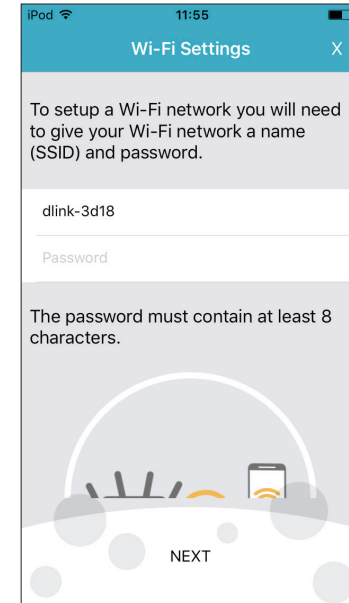 iPod 11:55
Wi-Fi Settings X
To setup a Wi-Fi network you will need
to give your Wi-Fi network a name
(SSID) and password.
dlink-3d18
Password
The password must contain at least 8
characters.
NEXT